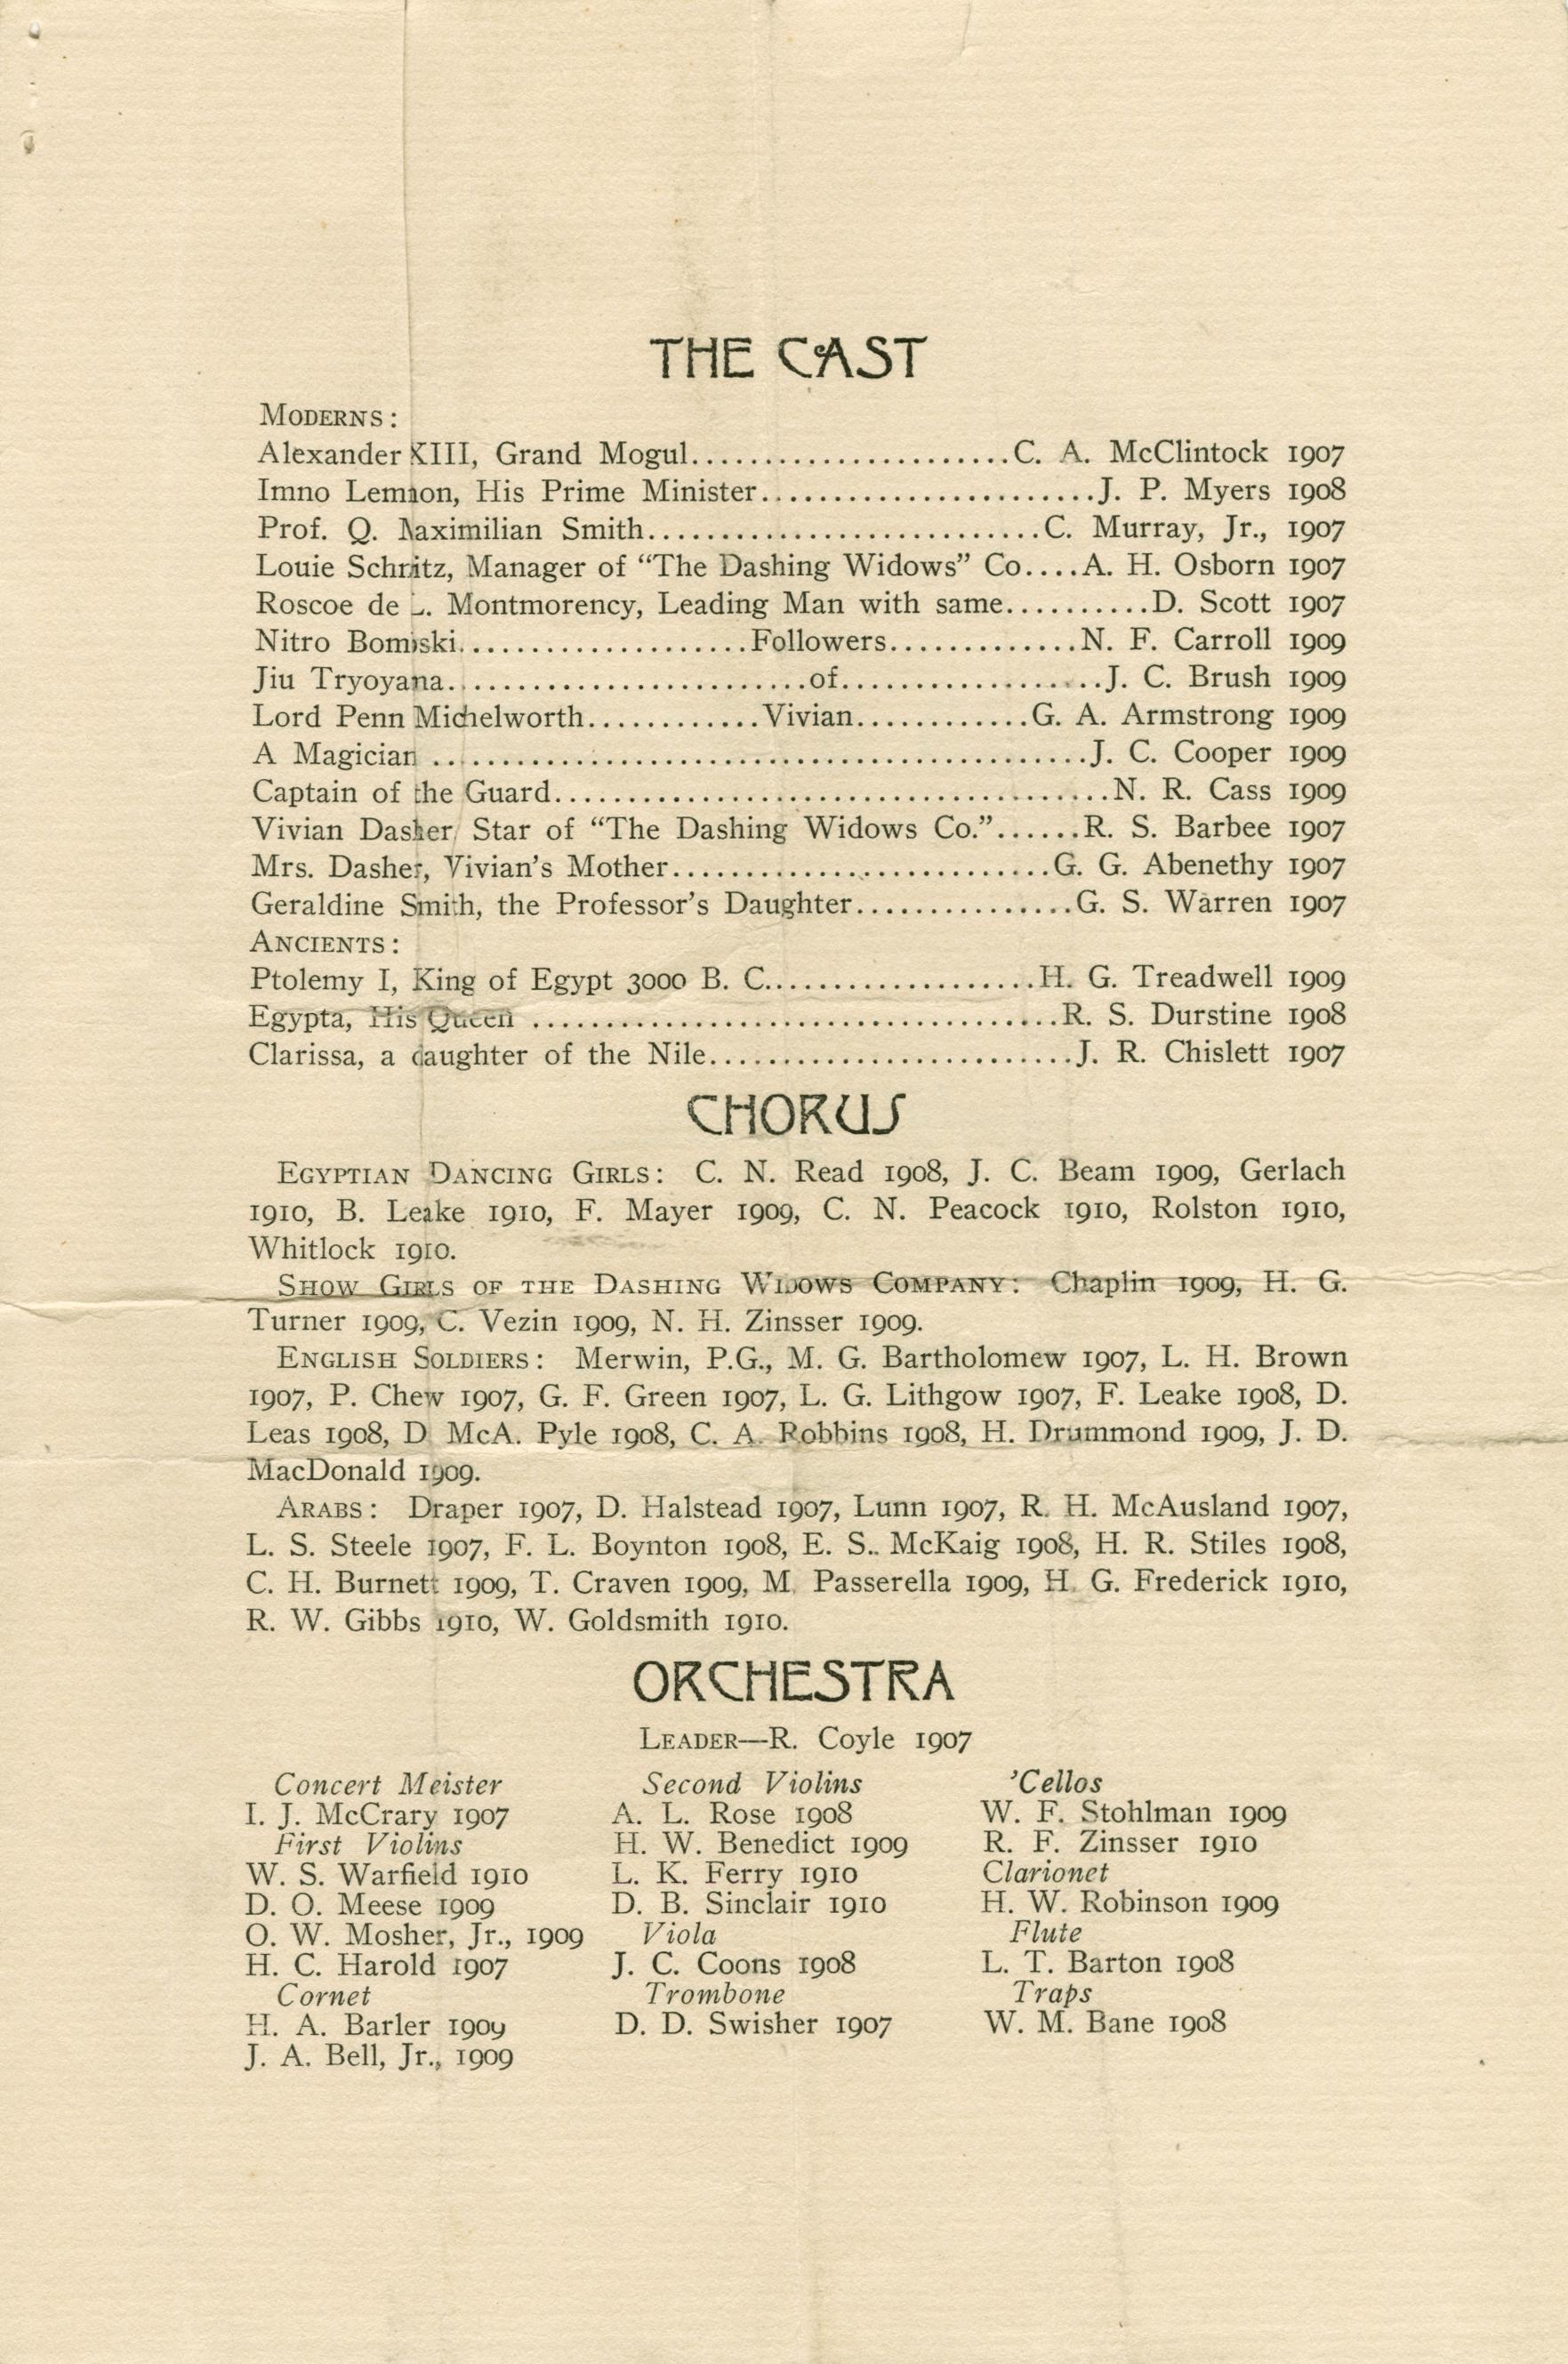 THE CAST
MODERNS:
Alexander XIII, Grand Mogul......................C. A. McClintock 1907
Imno Lemmon, His Prime Minister.......................J. P. Myers 1908
Prof. Q. Maximilian Smith...........................C. Murray, Jr., 1907
Louie Schnitz, Manager of “The Dashing Widows” Co....A. H. Osborn 1907
Roscoe de L. Montmorency, Leading Man with same..........D. Scott 1907
Nitro Bombski....................Followers.............N. F. Carroll 1909
Jiu Tryoyana.........................of..................J. C. Brush 1909
Lord Penn Michelworth............Vivian............G. A. Armstrong 1909
A Magician .............................................J. C. Cooper 1909
Captain of the Guard......................................N. R. Cass 1909
Vivian Dasher, Star of “The Dashing Widows Co.”......R. S. Barbee 1907
Mrs. Dasher, Vivian’s Mother..........................G. G. Abenethy 1907
Geraldine Smith, the Professor’s Daughter...............G. S. Warren 1907
ANCIENTS:
Ptolemy I, King of Egypt 3000 B. C...................H. G. Treadwell 1909
Egypta, His Queen ....................................R. S. Durstine 1908
Clarissa, a daughter of the Nile.........................J. R. Chislett 1907
CHORUS
EGYPTIAN DANCING GIRLS: C. N. Read 1908, J. C. Beam 1909, Gerlach
1910, B. Leake 1910, F. Mayer 1909, C. N. Peacock 1910, Rolston 1910,
Whitlock 1910.
SHOW GIRLS OF THE DASHING WIDOWS COMPANY: Chaplin 1909, H. G.
Turner 1909, C. Vezin 1909, N. H. Zinsser 1909.
ENGLISH SOLDIERS: Merwin, P.G., M. G. Bartholomew 1907, L. H. Brown
1907, P. Chew 1907, G. F. Green 1907, L. G. Lithgow 1907, F. Leake 1908, D.
Leas 1908, D McA. Pyle 1908, C. A. Robbins 1908, H. Drummond 1909, J. D.
MacDonald 1909.
ARABS: Draper 1907, D. Halstead 1907, Lunn 1907, R. H. McAusland 1907,
L. S. Steele 1907, F. L. Boynton 1908, E. S.. McKaig 1908, H. R. Stiles 1908,
C. H. Burnett 1909, T. Craven 1909, M. Passerella 1909, H. G. Frederick 1910,
R. W. Gibbs 1910, W. Goldsmith 1910.
ORCHESTRA
LEADER—R. Coyle 1907
Concert Meister
I. J. McCrary 1907
First Violins
W. S. Warfield 1910
D. O. Meese 1909
O. W. Mosher, Jr., 1909
H. C. Harold 1907
Cornet
H. A. Barler 1909
J. A. Bell, Jr., 1909
Second Violins
A. L. Rose 1908
H. W. Benedict 1909
L. K. Ferry 1910
D. B. Sinclair 1910
Viola
J. C. Coons 1908
Trombone
D. D. Swisher 1907
’Cellos
W. F. Stohlman 1909
R. F. Zinsser 1910
Clarionet
H. W. Robinson 1909
Flute
L. T. Barton 1908
Traps
W. M. Bane 1908